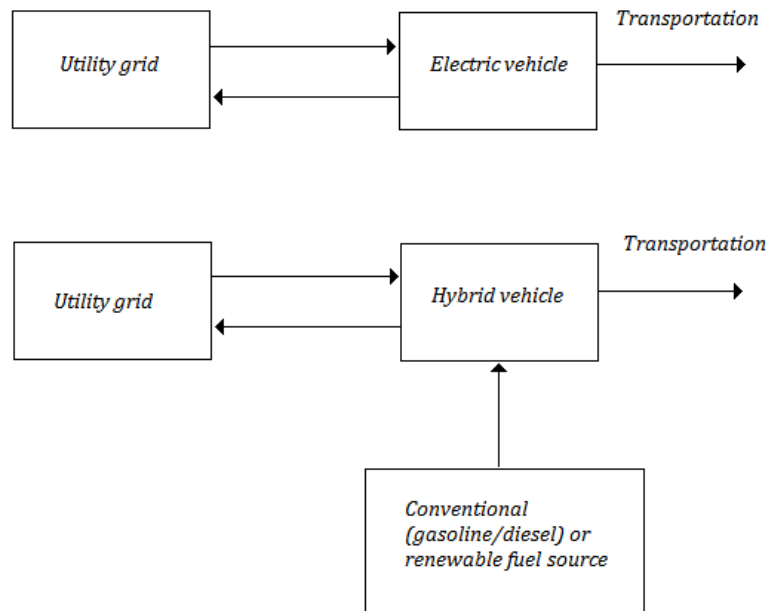 Transportation
Utility grid
Electric vehicle
Transportation
Utility grid
Hybrid vehicle
Conventional
(gasoline/diesel) or
renewable fuel source